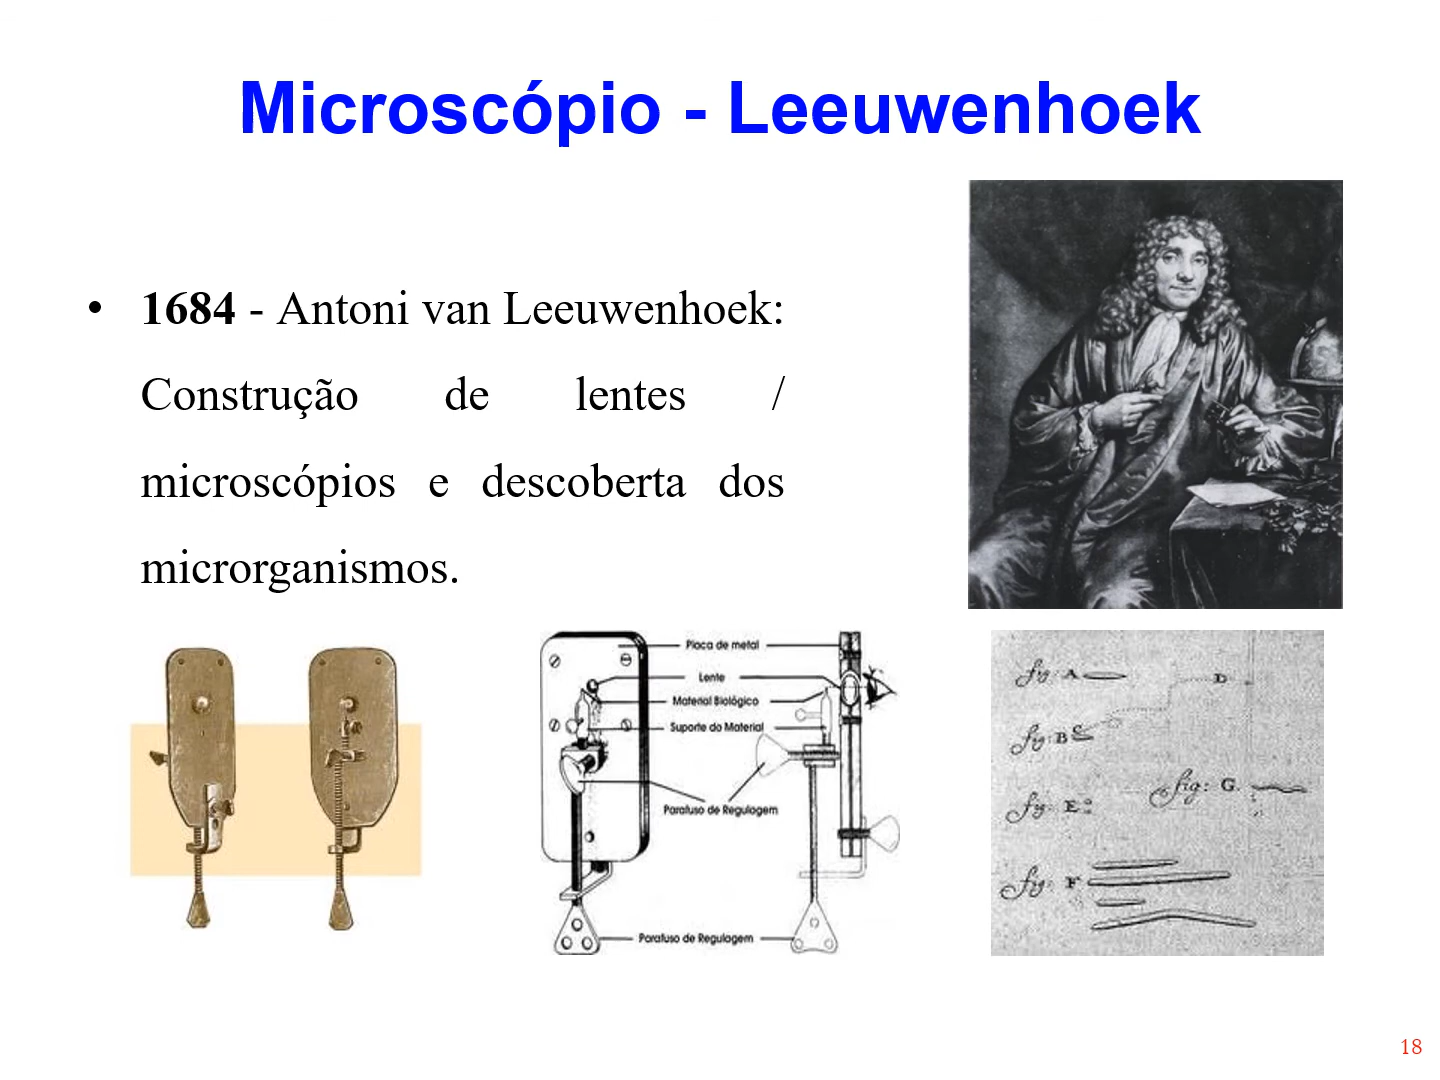 Microscópio - Leeuwenhoek
• 1684 - Antoni van Leeuwenhoek:
Construção de lentes /
microscópios e descoberta dos
microrganismos.
Placa de metal
Lente
Material Biológico
Suporte do Material
Parafuso de Regulagem
Parafuso de Regulagem
fig: A
D
fig: B
C
fig: G.
fig: E
fig: F
18